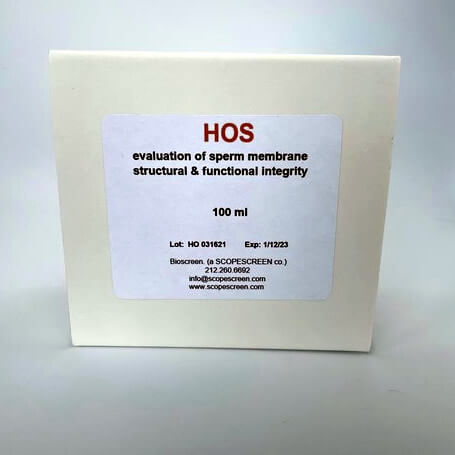 HOS
evaluation of sperm membrane
structural & functional integrity
100 ml
Lot: HO 031621 Exp: 1/12/23
Bioscreen. (a SCOPESCREEN co.)
212.260.6692
info@scopescreen.com
www.scopescreen.com